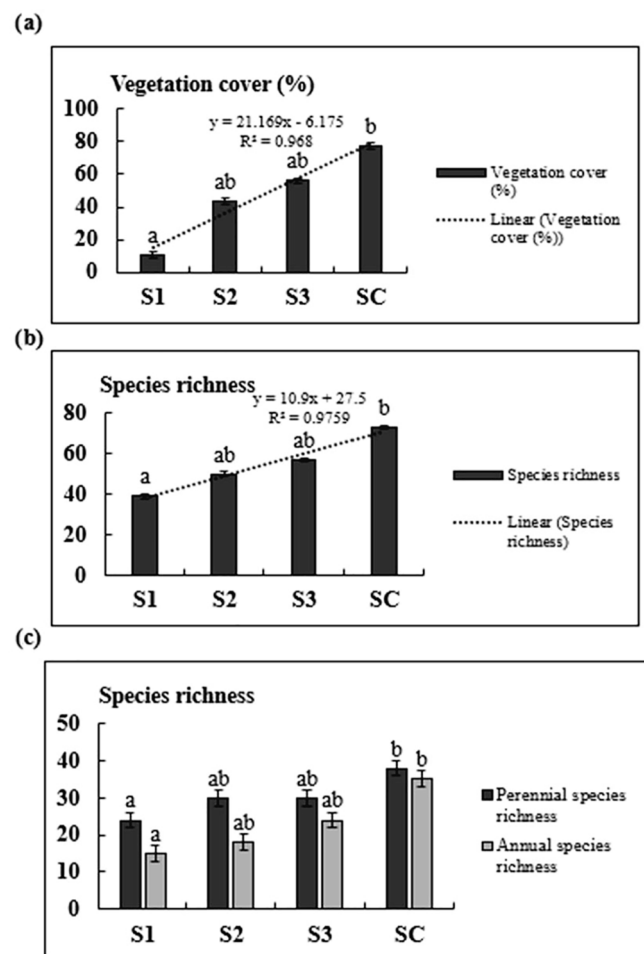 (a)
Vegetation cover (%)
100
80
60
40
20
0
y = 21.169x - 6.175
R² = 0.968
a
ab
ab
b
S1
S2
S3
SC
Vegetation cover
(%)
Linear (Vegetation
cover (%))
(b)
Species richness
80
60
40
20
0
y = 10.9x + 27.5
R² = 0.9759
a
ab
ab
b
S1
S2
S3
SC
Species richness
Linear (Species
richness)
(c)
Species richness
50
40
30
20
10
0
a
a
ab
ab
ab
ab
b
b
S1
S2
S3
SC
Perennial species
richness
Annual species
richness